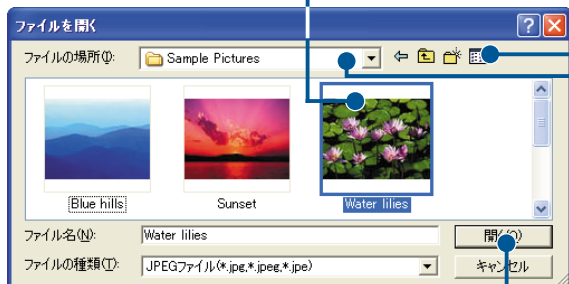 ファイルを開く
ファイルの場所(I): Sample Pictures
Blue hills Sunset Water lilies
ファイル名(N): Water lilies 開く(O)
ファイルの種類(T): JPEGファイル(*.jpg,*.jpeg,*.jpe) キャンセル